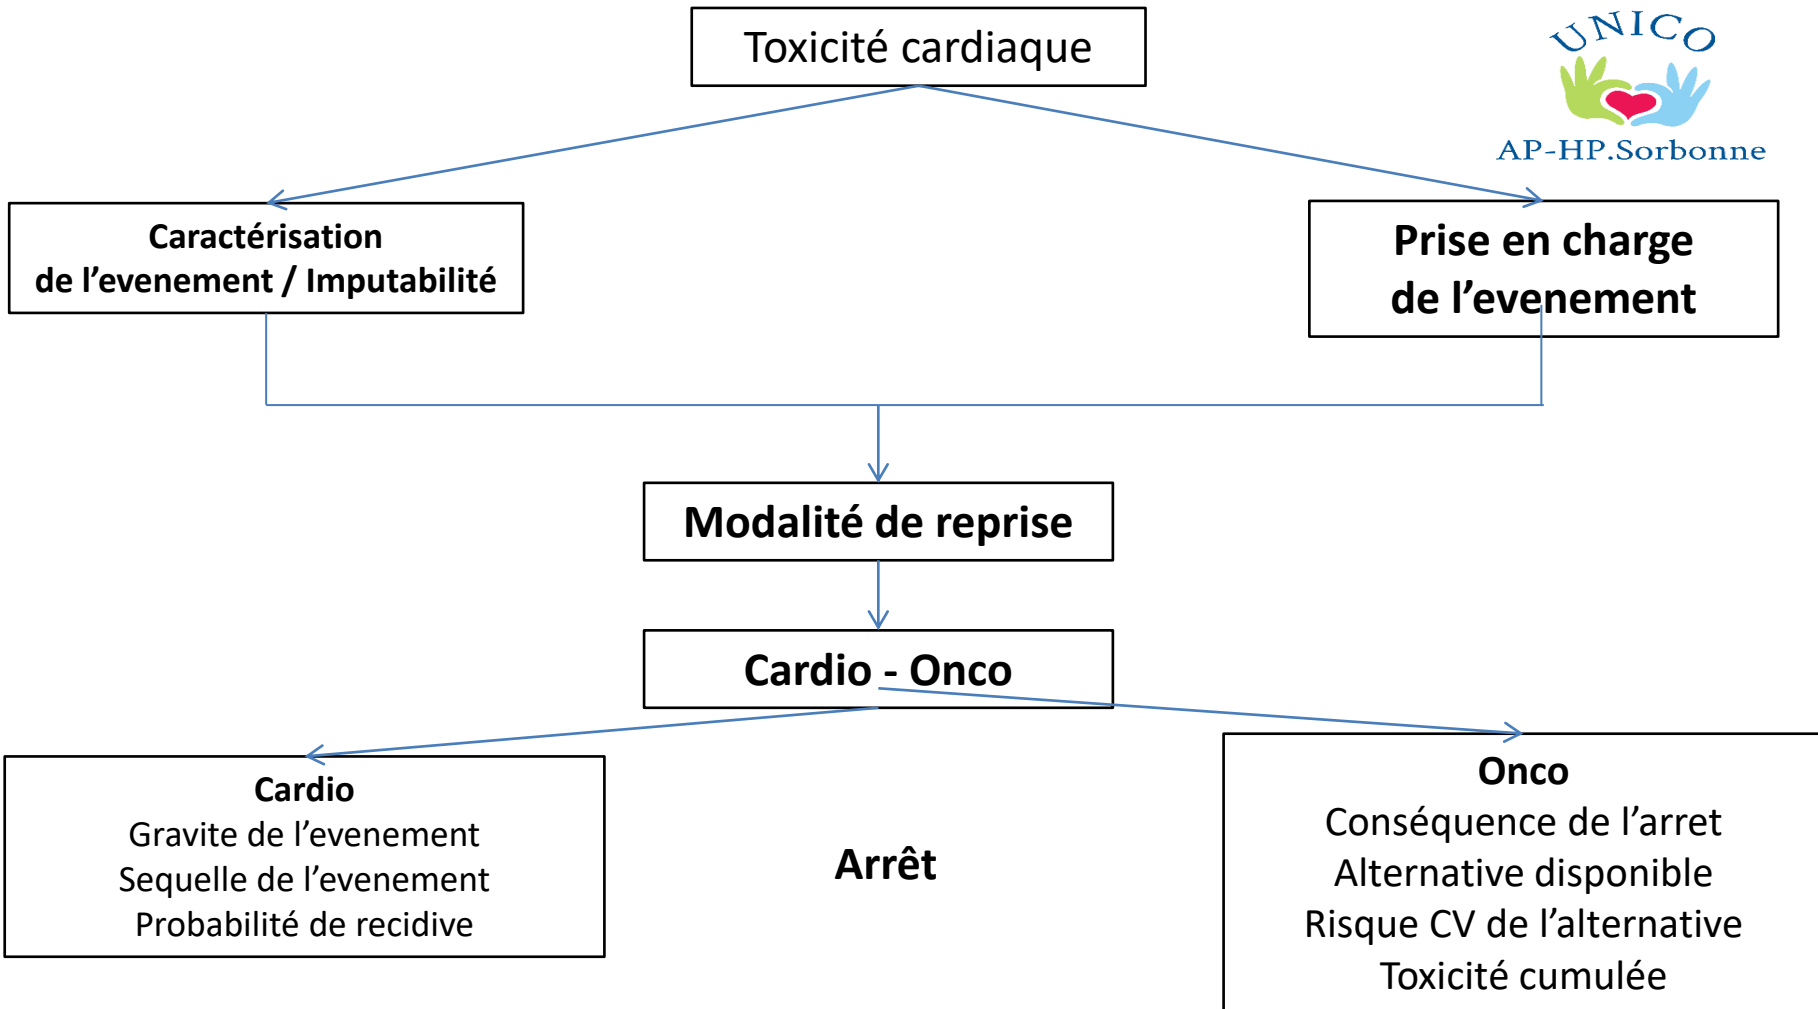 Toxicité cardiaque
UNICO
AP-HP.Sorbonne
Caractérisation
de l’evenement / Imputabilité
Prise en charge
de l’evenement
Modalité de reprise
Cardio - Onco
Cardio
Gravite de l’evenement
Sequelle de l’evenement
Probabilité de recidive
Arrêt
Onco
Conséquence de l’arret
Alternative disponible
Risque CV de l’alternative
Toxicité cumulée